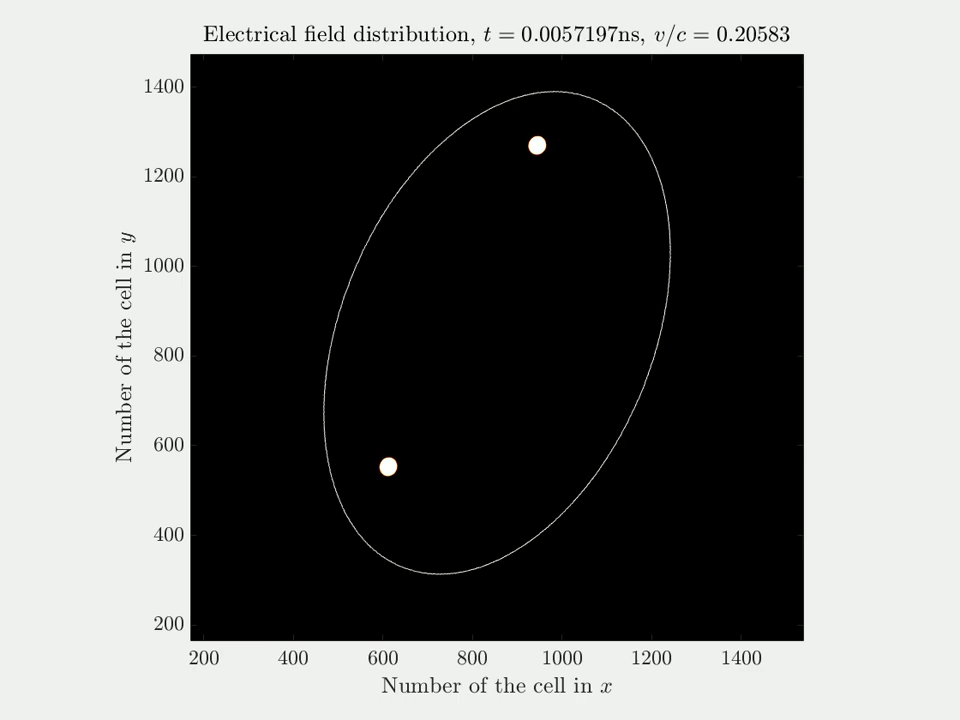 Electrical field distribution, t = 0.0057197ns, v/c = 0.20583
1400
1200
1000
800
600
400
200
Number of the cell in y
200 400 600 800 1000 1200 1400
Number of the cell in x